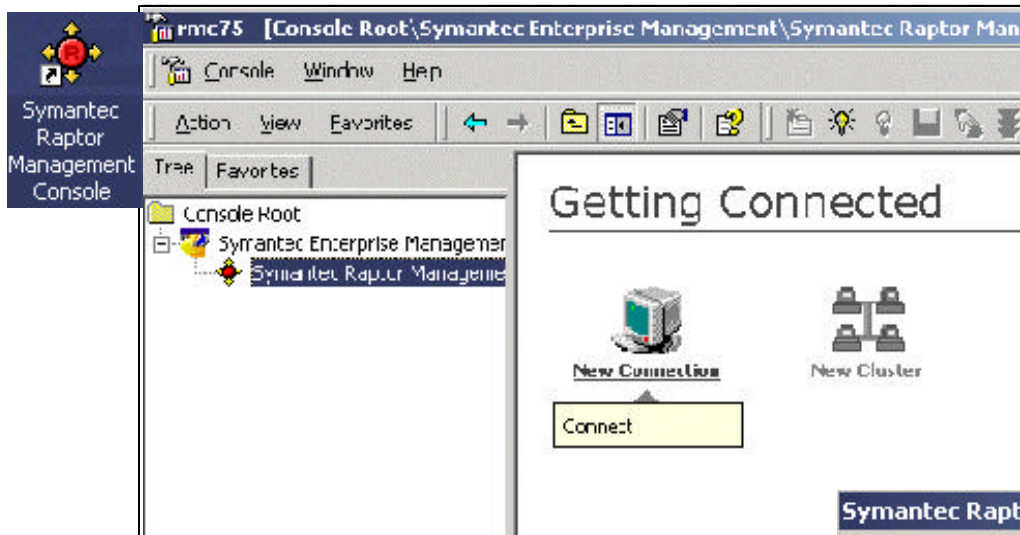 Symantec
Raptor
Management
Console
rmc75 [Console Root\Symantec Enterprise Management\Symantec Raptor Man
Console Window Help
Action View Favorites
Tree Favorites
Console Root
Symantec Enterprise Managemer
Symantec Raptor Manageme
Getting Connected
New Connection
New Cluster
Connect
Symantec Rapt